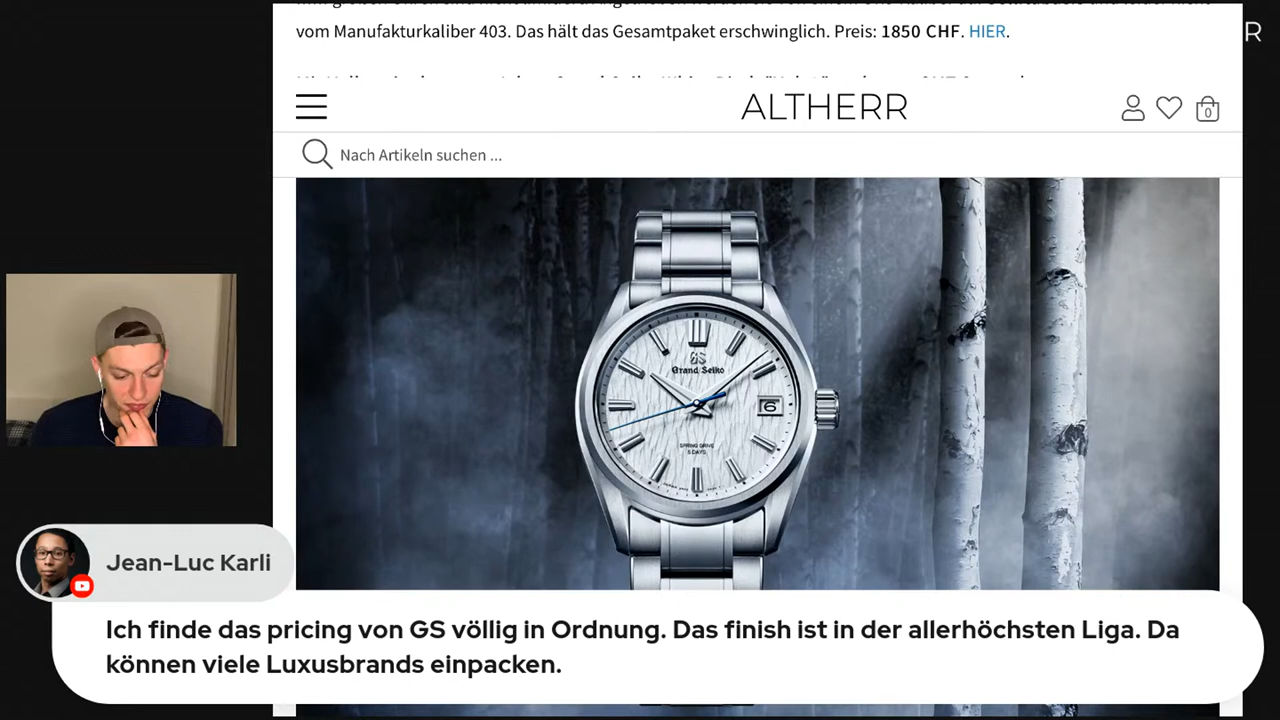 vom Manufakturkaliber 403. Das hält das Gesamtpaket erschwinglich. Preis: 1850 CHF. HIER.
R
ALTHERR
0
Nach Artikeln suchen ...
GS
Grand Seiko
6
SPRING DRIVE
5 DAYS
Jean-Luc Karli
Ich finde das pricing von GS völlig in Ordnung. Das finish ist in der allerhöchsten Liga. Da
können viele Luxusbrands einpacken.